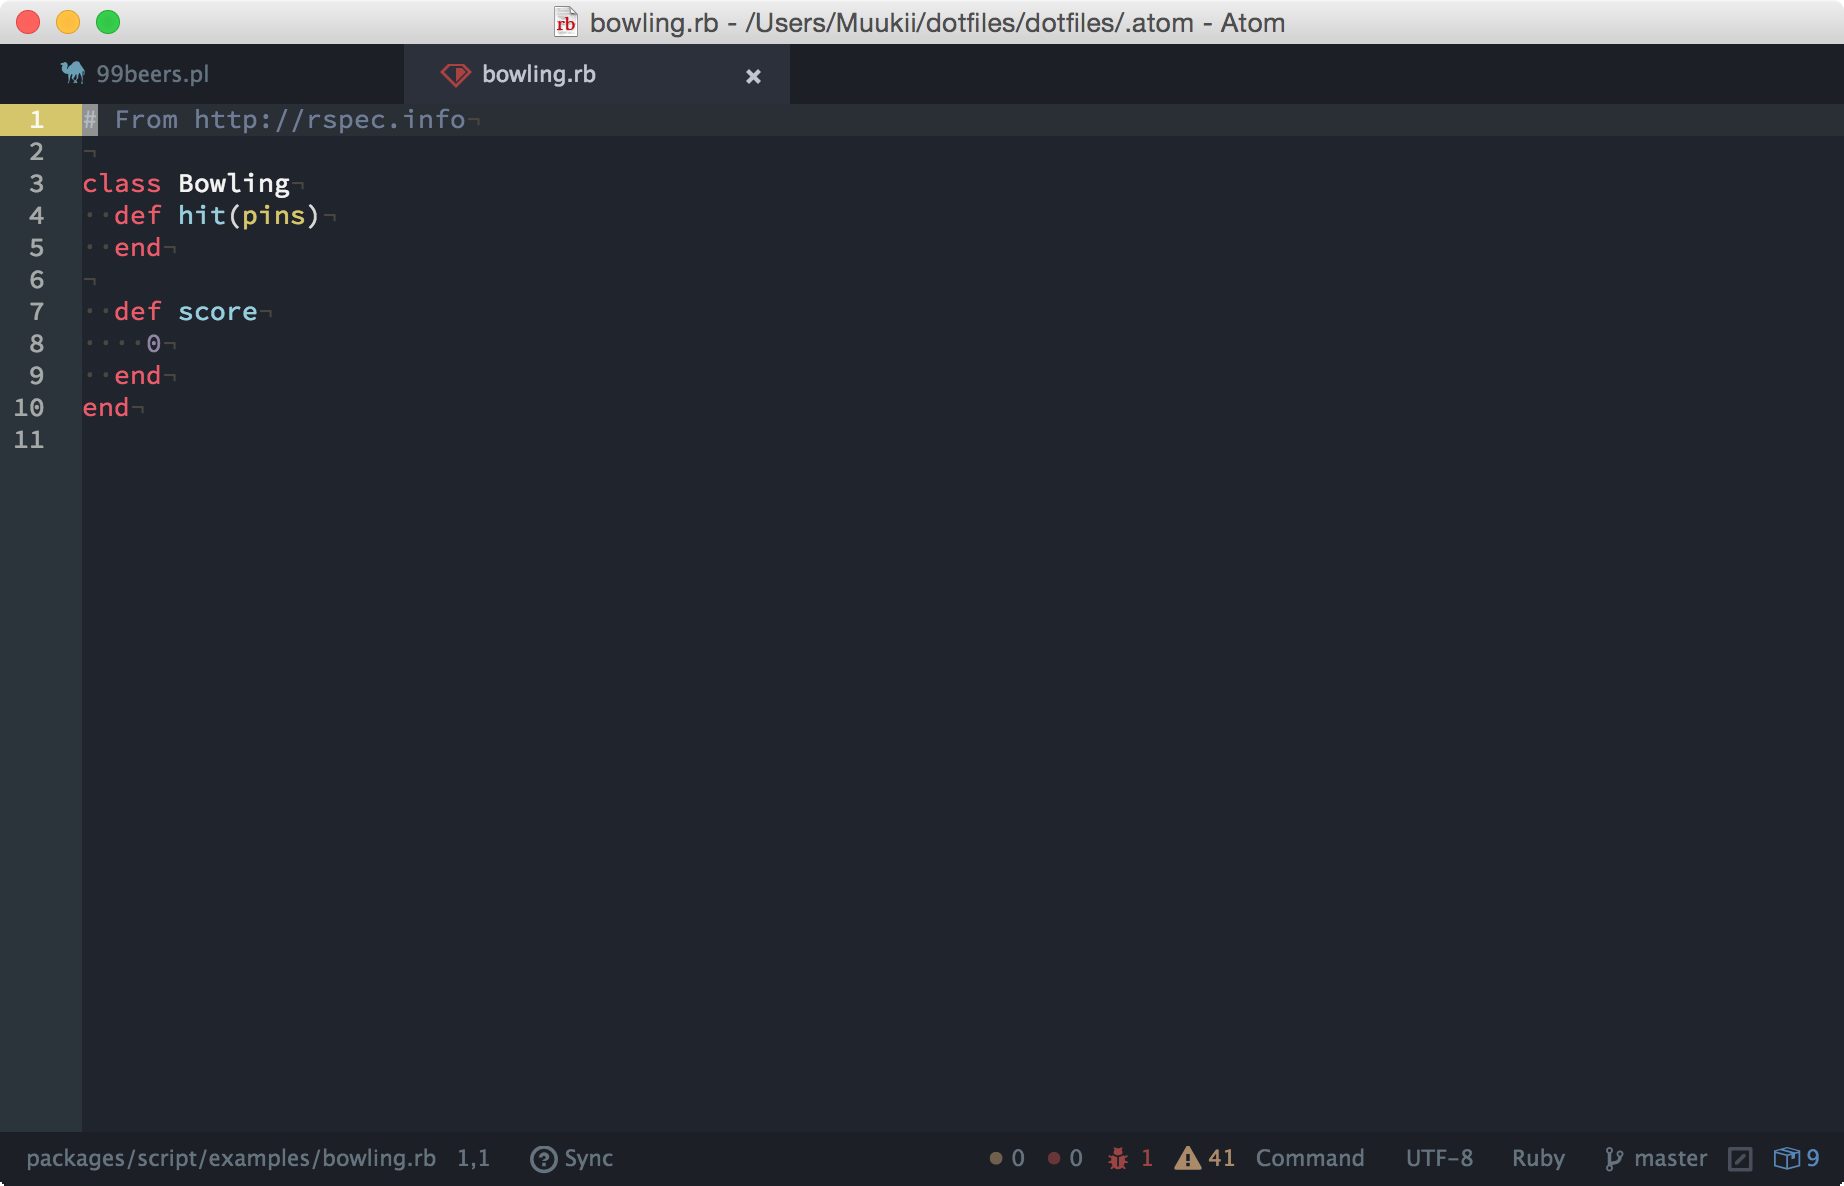 rb bowling.rb - /Users/Muukii/dotfiles/dotfiles/.atom - Atom
99beers.pl bowling.rb
1 # From http://rspec.info¬
2 ¬
3 class Bowling¬
4 ··def hit(pins)¬
5 ··end¬
6 ¬
7 ··def score¬
8 ····0¬
9 ··end¬
10 end¬
11
packages/script/examples/bowling.rb 1,1 ? Sync 0 0 1 41 Command UTF-8 Ruby master 9